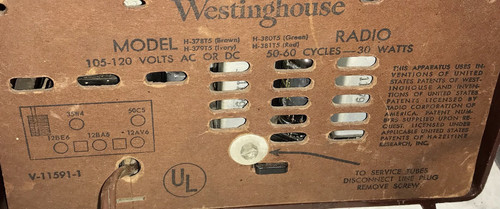 Westinghouse
MODEL H-378T5 (Brown) H-380T5 (Green) RADIO
H-379T5 (Ivory) H-381T5 (Red)
105-120 VOLTS AC OR DC 50-60 CYCLES—30 WATTS
THIS APPARATUS USES IN-
VENTIONS OF UNITED
STATES PATENTS OF WEST-
INGHOUSE AND INVEN-
TIONS OF UNITED STATES
PATENTS LICENSED BY
RADIO CORPORATION OF
AMERICA. PATENT NUM-
BERS SUPPLIED UPON RE-
QUEST. LICENSED UNDER
APPLICABLE UNITED STATES
PATENTS OF HAZELTINE
RESEARCH, INC.
50C5
12BE6 12BA6 12AV6
V-11591-1
UL
TO SERVICE TUBES
DISCONNECT LINE PLUG
REMOVE SCREW